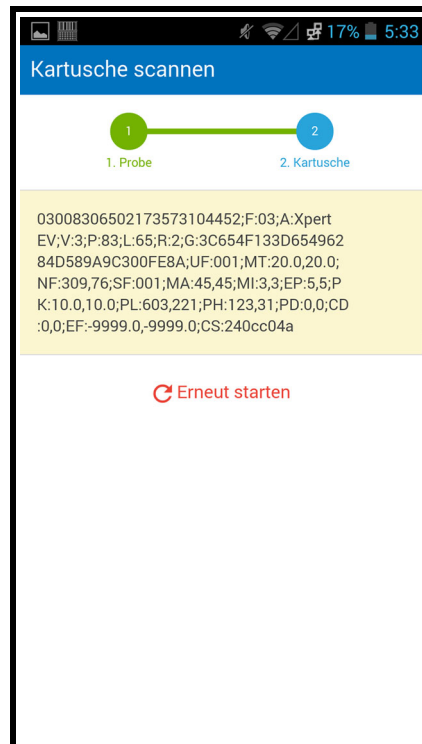 17% 5:33
Kartusche scannen
1 2
1. Probe 2. Kartusche
03008306502173573104452;F:03;A:Xpert
EV;V:3;P:83;L:65;R:2;G:3C654F133D654962
84D589A9C300FE8A;UF:001;MT:20.0,20.0;
NF:309,76;SF:001;MA:45,45;MI:3,3;EP:5,5;P
K:10.0,10.0;PL:603,221;PH:123,31;PD:0,0;CD
:0,0;EF:-9999.0,-9999.0;CS:240cc04a
Erneut starten